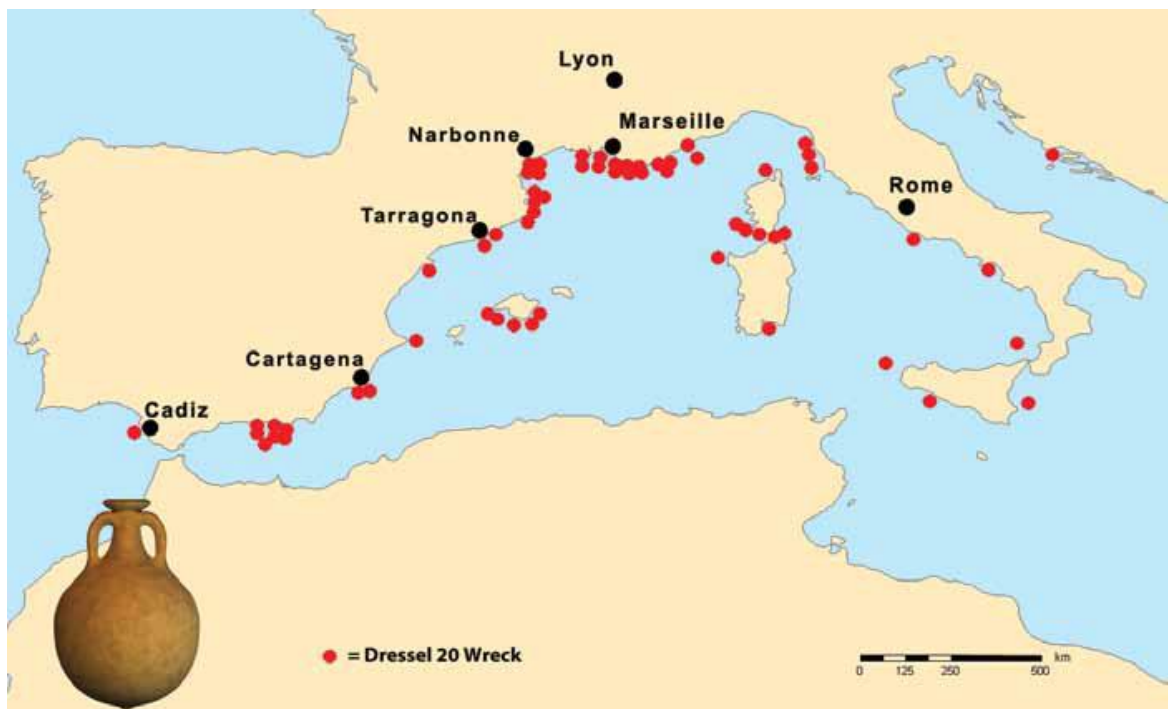 Lyon
Narbonne
Marseille
Tarragona
Rome
Cartagena
Cadiz
= Dressel 20 Wreck
km
0 125 250 500